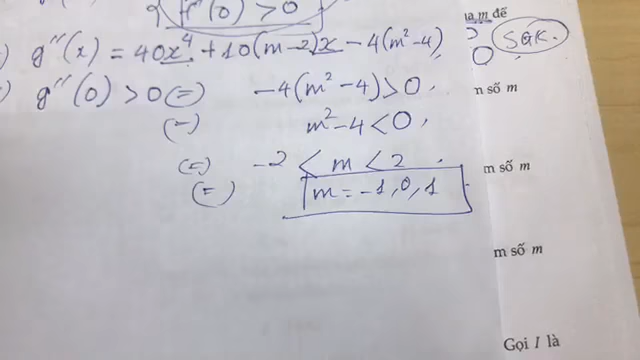 (0) > 0
g''(x) = 40x⁴ + 10(m-2)x - 4(m²-4)
g''(0) > 0 (=) -4(m²-4) > 0.
(=) m²-4 < 0,
(=) -2 < m < 2.
(=) m = -1, 0, 1
m để
SGK.
n số m
m số m
m số m
Gọi I là